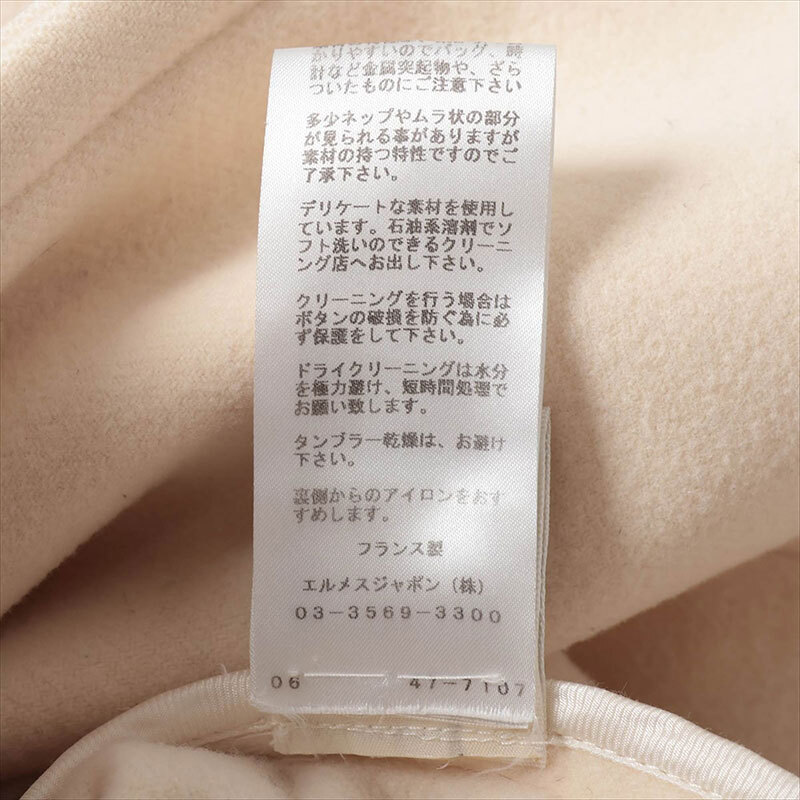 ぶりやすいのでバッグ、時
計など金属突起物や、ざら
ついたものにご注意下さい
多少ネップやムラ状の部分
が見られる事がありますが
素材の持つ特性ですのでご
了承下さい。
デリケートな素材を使用し
ています。石油系溶剤でソ
フト洗いのできるクリーニ
ング店へお出し下さい。
クリーニングを行う場合は
ボタンの破損を防ぐ為に必
ず保護をして下さい。
ドライクリーニングは水分
を極力避け、短時間処理で
お願い致します。
タンブラー乾燥は、お避け
下さい。
裏側からのアイロンをおす
すめします。
フランス製
エルメスジャポン（株）
03-3569-3300
06 47-7107